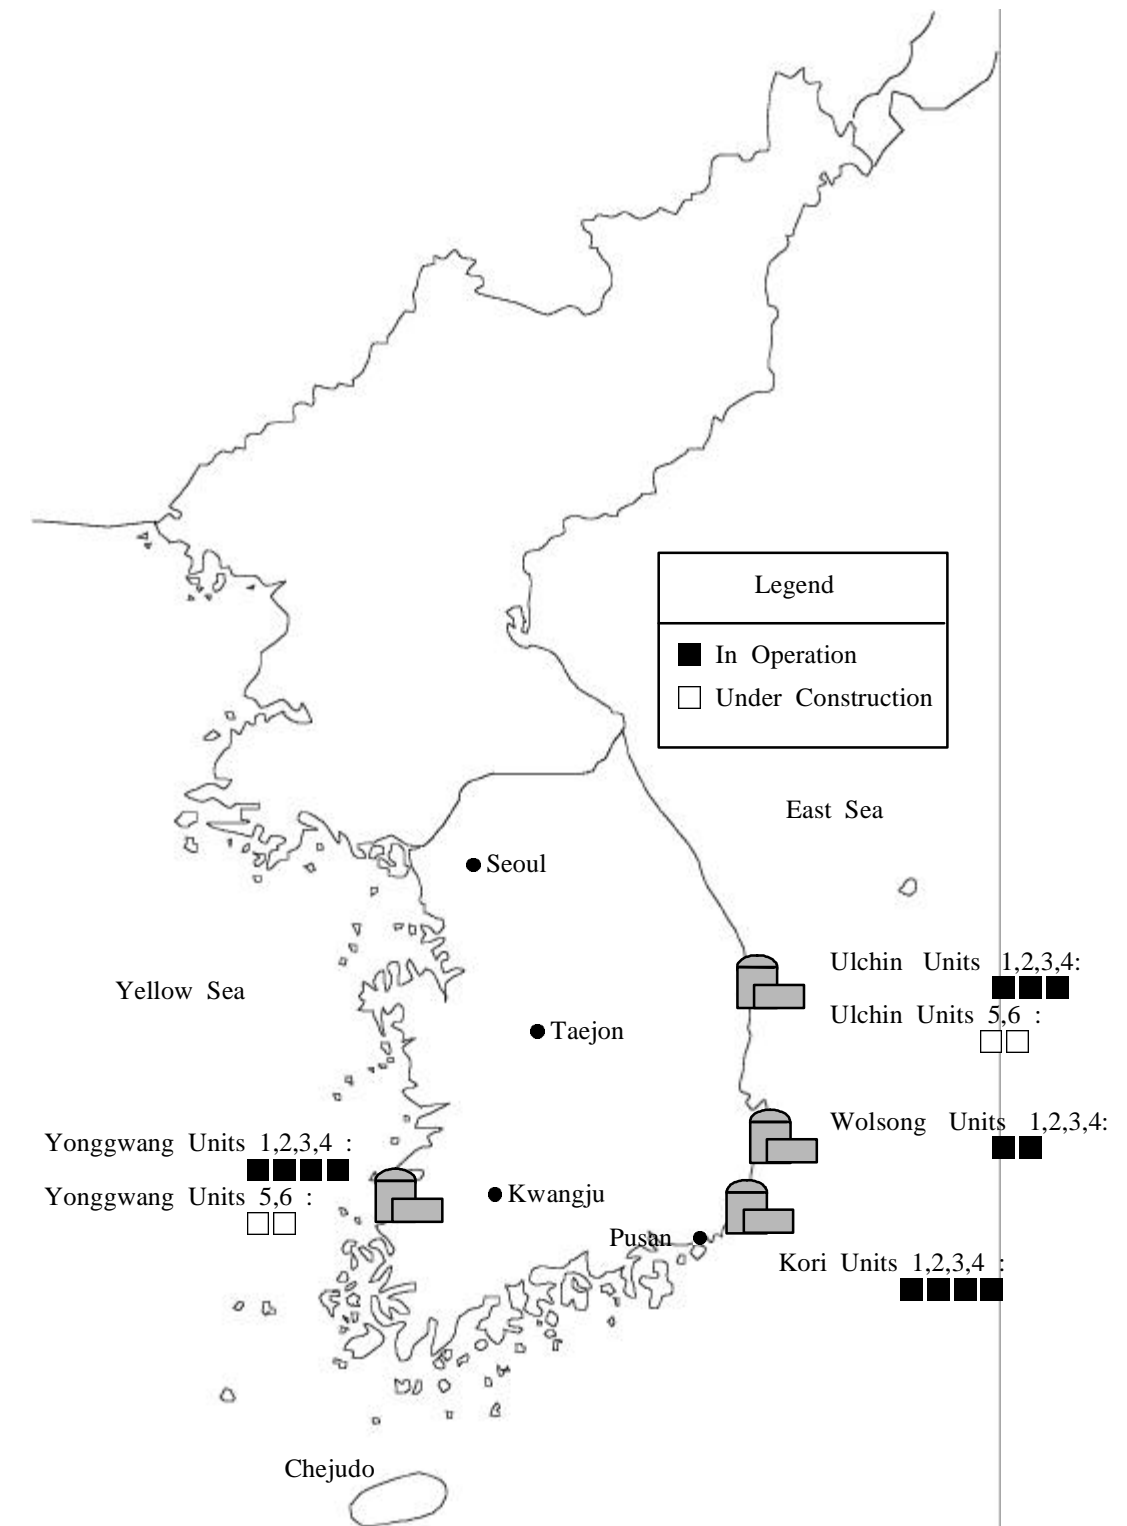 Legend
In Operation
Under Construction
East Sea
Seoul
Ulchin Units 1,2,3,4:
Yellow Sea
Ulchin Units 5,6 :
Taejon
Wolsong Units 1,2,3,4:
Yonggwang Units 1,2,3,4 :
Yonggwang Units 5,6 :
Kwangju
Pusan
Kori Units 1,2,3,4 :
Chejudo